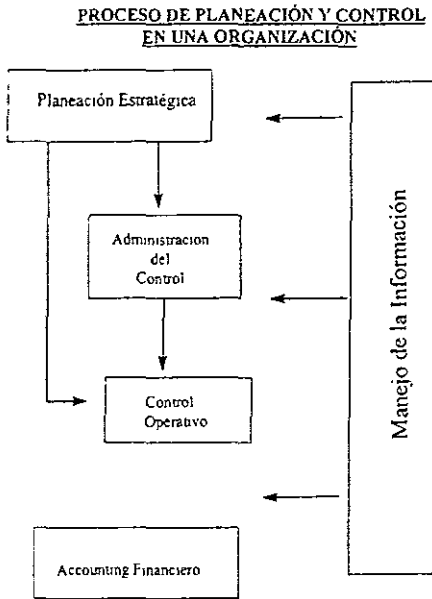 PROCESO DE PLANEACIÓN Y CONTROL
EN UNA ORGANIZACIÓN
Planeación Estratégica
Administracion
del
Control
Control
Operativo
Accounting Financiero
Manejo de la Información